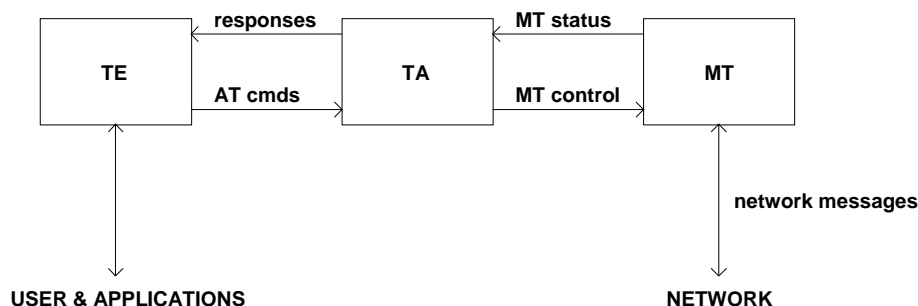 responses
MT status
TE
TA
MT
AT cmds
MT control
network messages
USER & APPLICATIONS
NETWORK